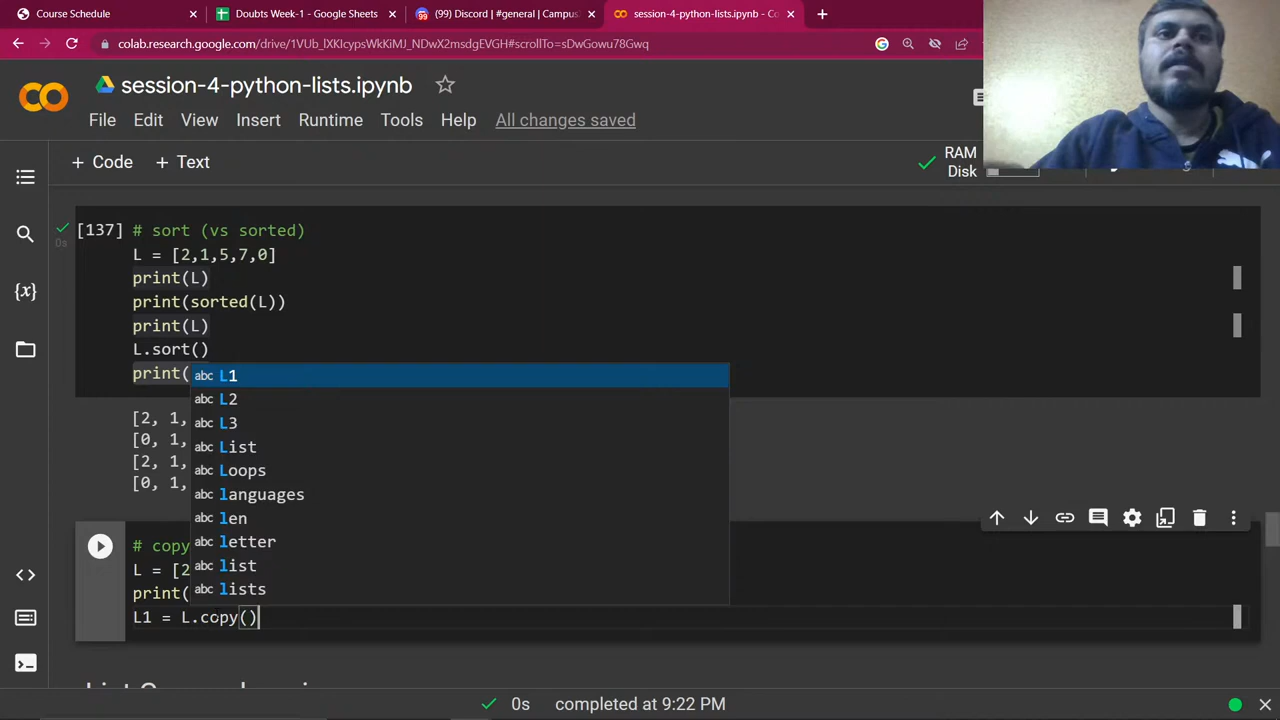 Course Schedule
Doubts Week-1 - Google Sheets
(99) Discord | #general | Campus
session-4-python-lists.ipynb - Co
colab.research.google.com/drive/1VUb_lXKIcypsWkKiMJ_NDwX2msdgEVGH#scrollTo=sDwGowu78Gwg
session-4-python-lists.ipynb
File Edit View Insert Runtime Tools Help All changes saved
+ Code + Text
RAM
Disk
[137] # sort (vs sorted)
0s
L = [2,1,5,7,0]
print(L)
print(sorted(L))
print(L)
L.sort()
print(
abc L1
abc L2
abc L3
abc List
abc Loops
abc languages
abc len
abc letter
abc list
abc lists
[2, 1,
[0, 1,
[2, 1,
[0, 1,
# copy
L = [2
print(
L1 = L.copy()
0s completed at 9:22 PM